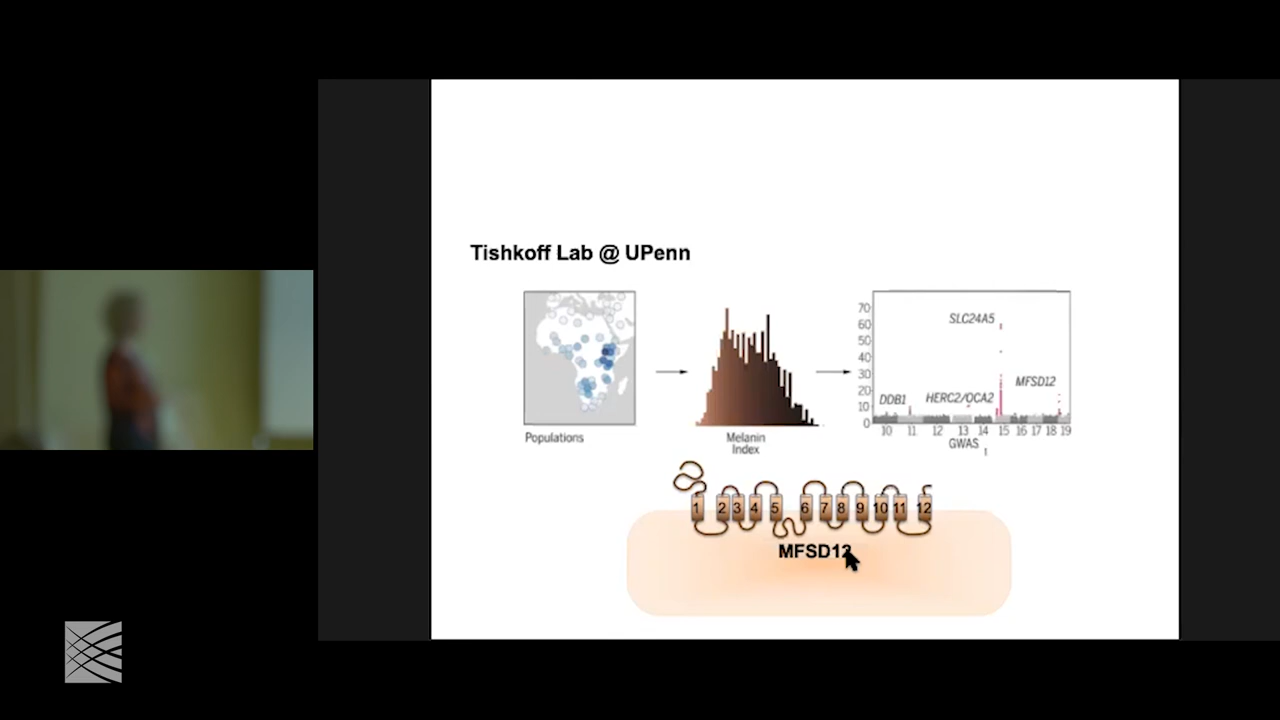 Tishkoff Lab @ UPenn
70
60
50
40
30
20
10
0
SLC24A5
MFSD12
DDB1
HERC2/OCA2
10 11 12 13 14 15 16 17 18 19
GWAS
Populations
Melanin
Index
1 2 3 4 5 6 7 8 9 10 11 12
MFSD12